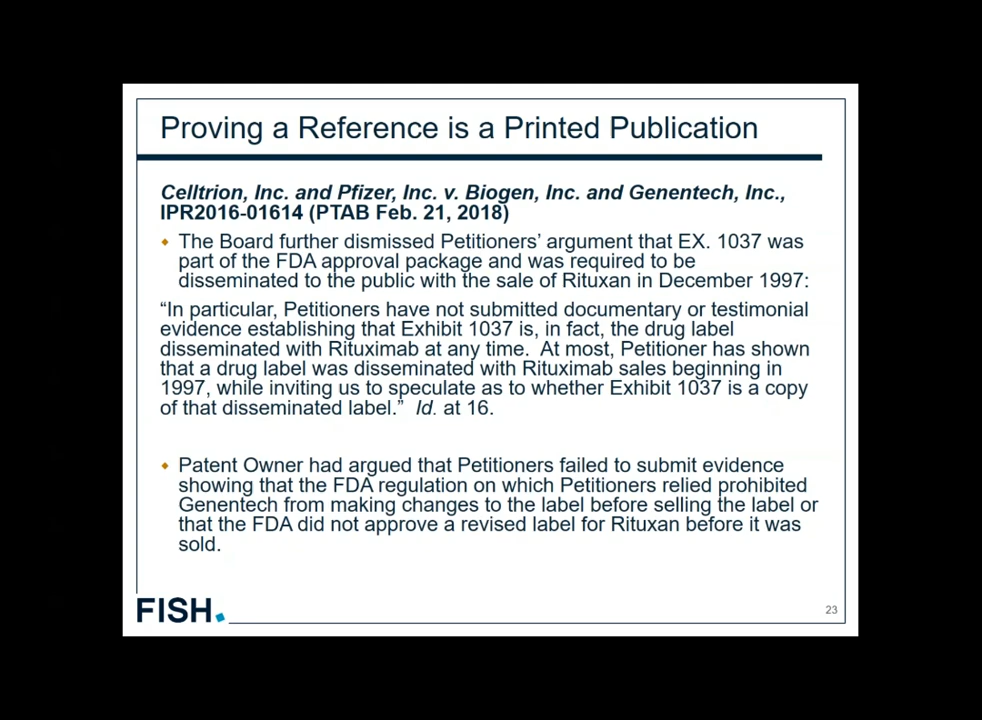 Proving a Reference is a Printed Publication
Celltrion, Inc. and Pfizer, Inc. v. Biogen, Inc. and Genentech, Inc.,
IPR2016-01614 (PTAB Feb. 21, 2018)
The Board further dismissed Petitioners’ argument that EX. 1037 was
part of the FDA approval package and was required to be
disseminated to the public with the sale of Rituxan in December 1997:
“In particular, Petitioners have not submitted documentary or testimonial
evidence establishing that Exhibit 1037 is, in fact, the drug label
disseminated with Rituximab at any time. At most, Petitioner has shown
that a drug label was disseminated with Rituximab sales beginning in
1997, while inviting us to speculate as to whether Exhibit 1037 is a copy
of that disseminated label.” Id. at 16.
Patent Owner had argued that Petitioners failed to submit evidence
showing that the FDA regulation on which Petitioners relied prohibited
Genentech from making changes to the label before selling the label or
that the FDA did not approve a revised label for Rituxan before it was
sold.
FISH.
23